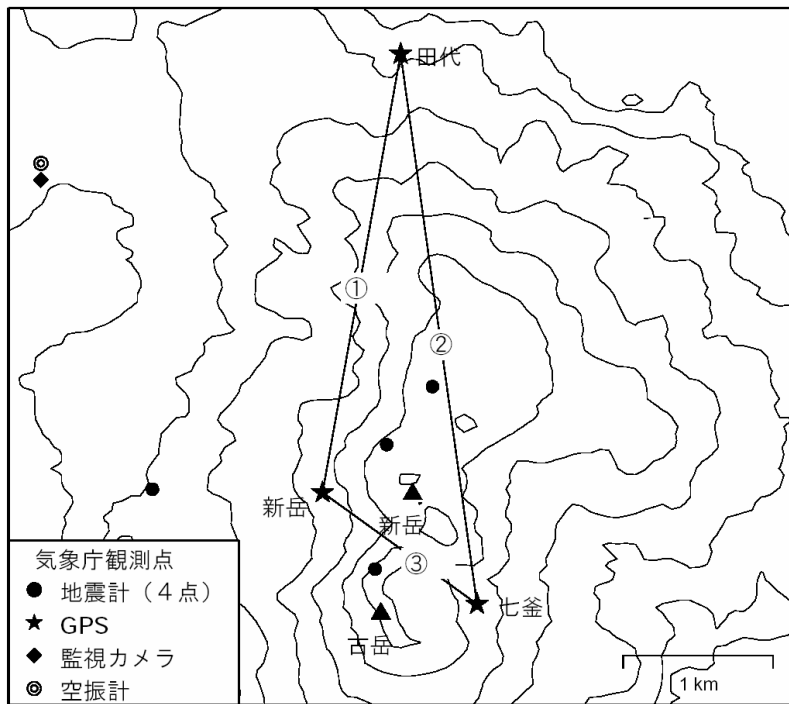 田代
①
②
新岳
新岳
③
七釜
古岳
気象庁観測点
地震計（４点）
GPS
監視カメラ
空振計
1 km